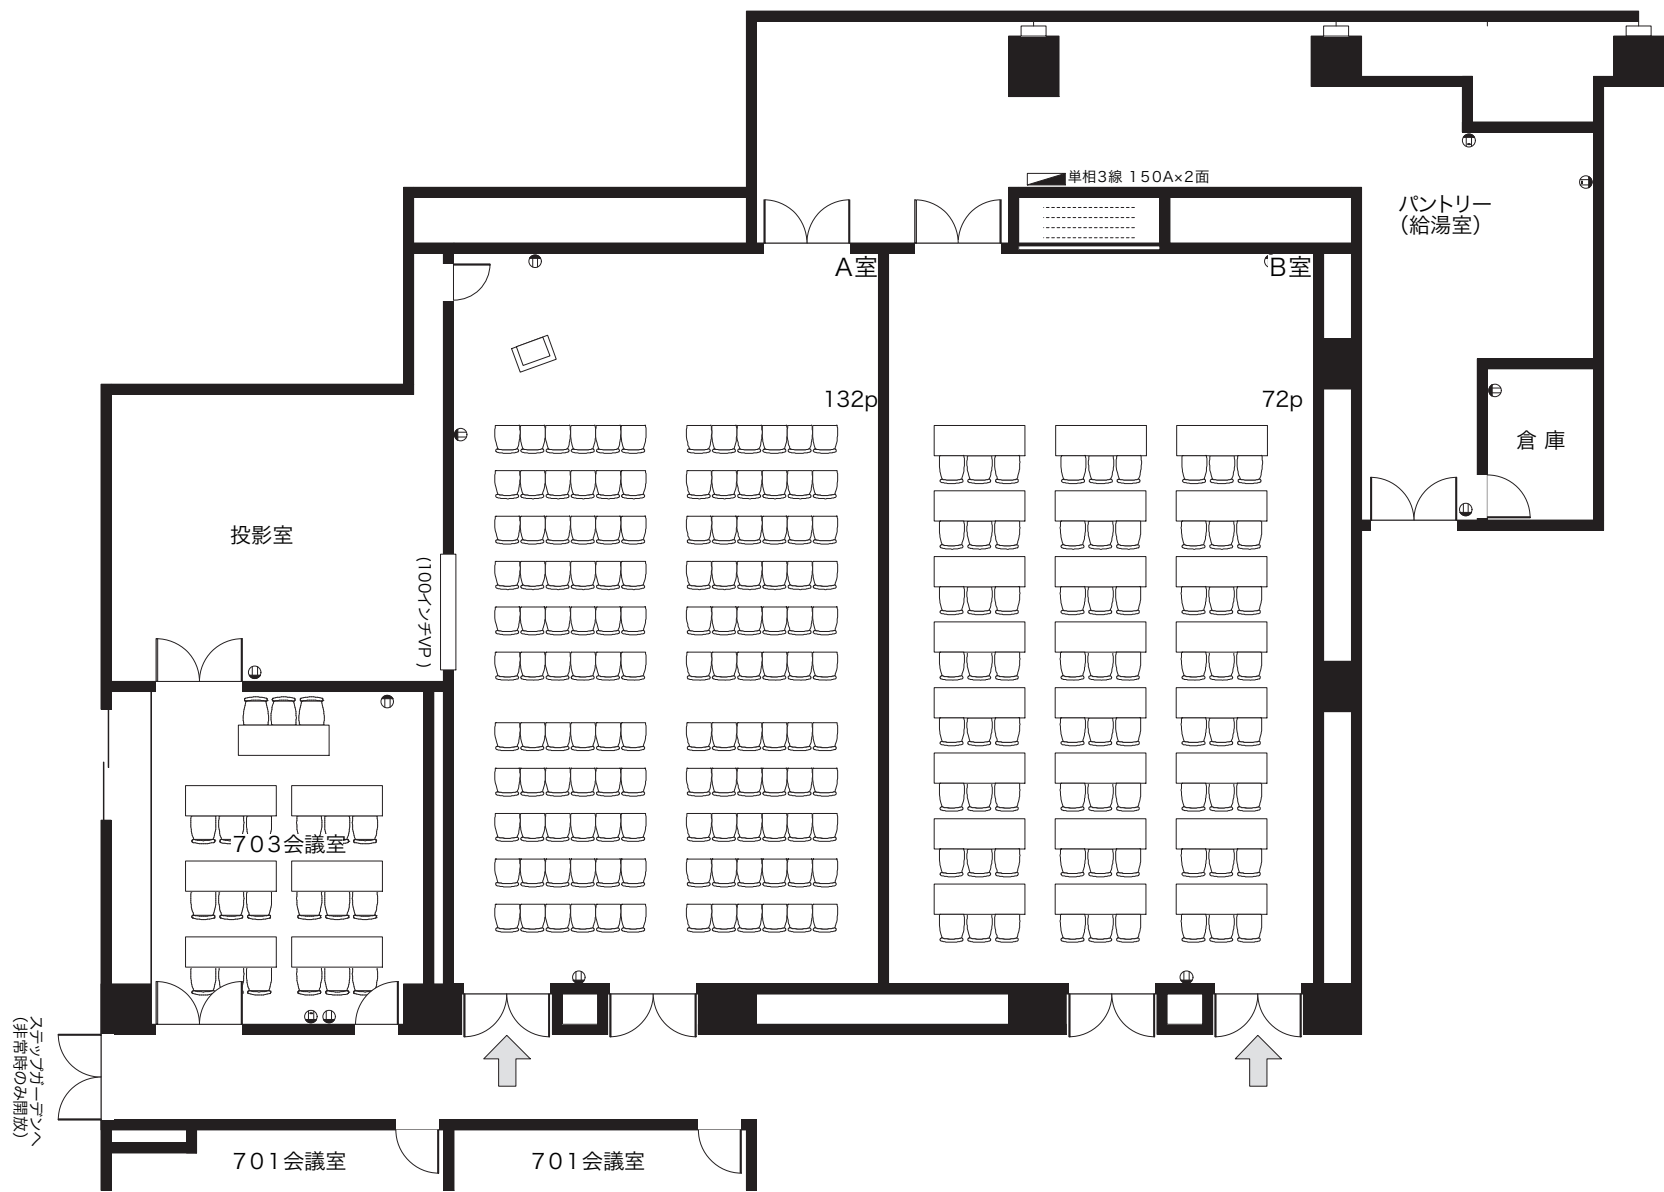 単相3線 150A×2面
パントリー
(給湯室)
A室
B室
132p
72p
倉 庫
投影室
(100インチVP )
703会議室
ステップガーデンへ
(非常時のみ開放)
701会議室
701会議室